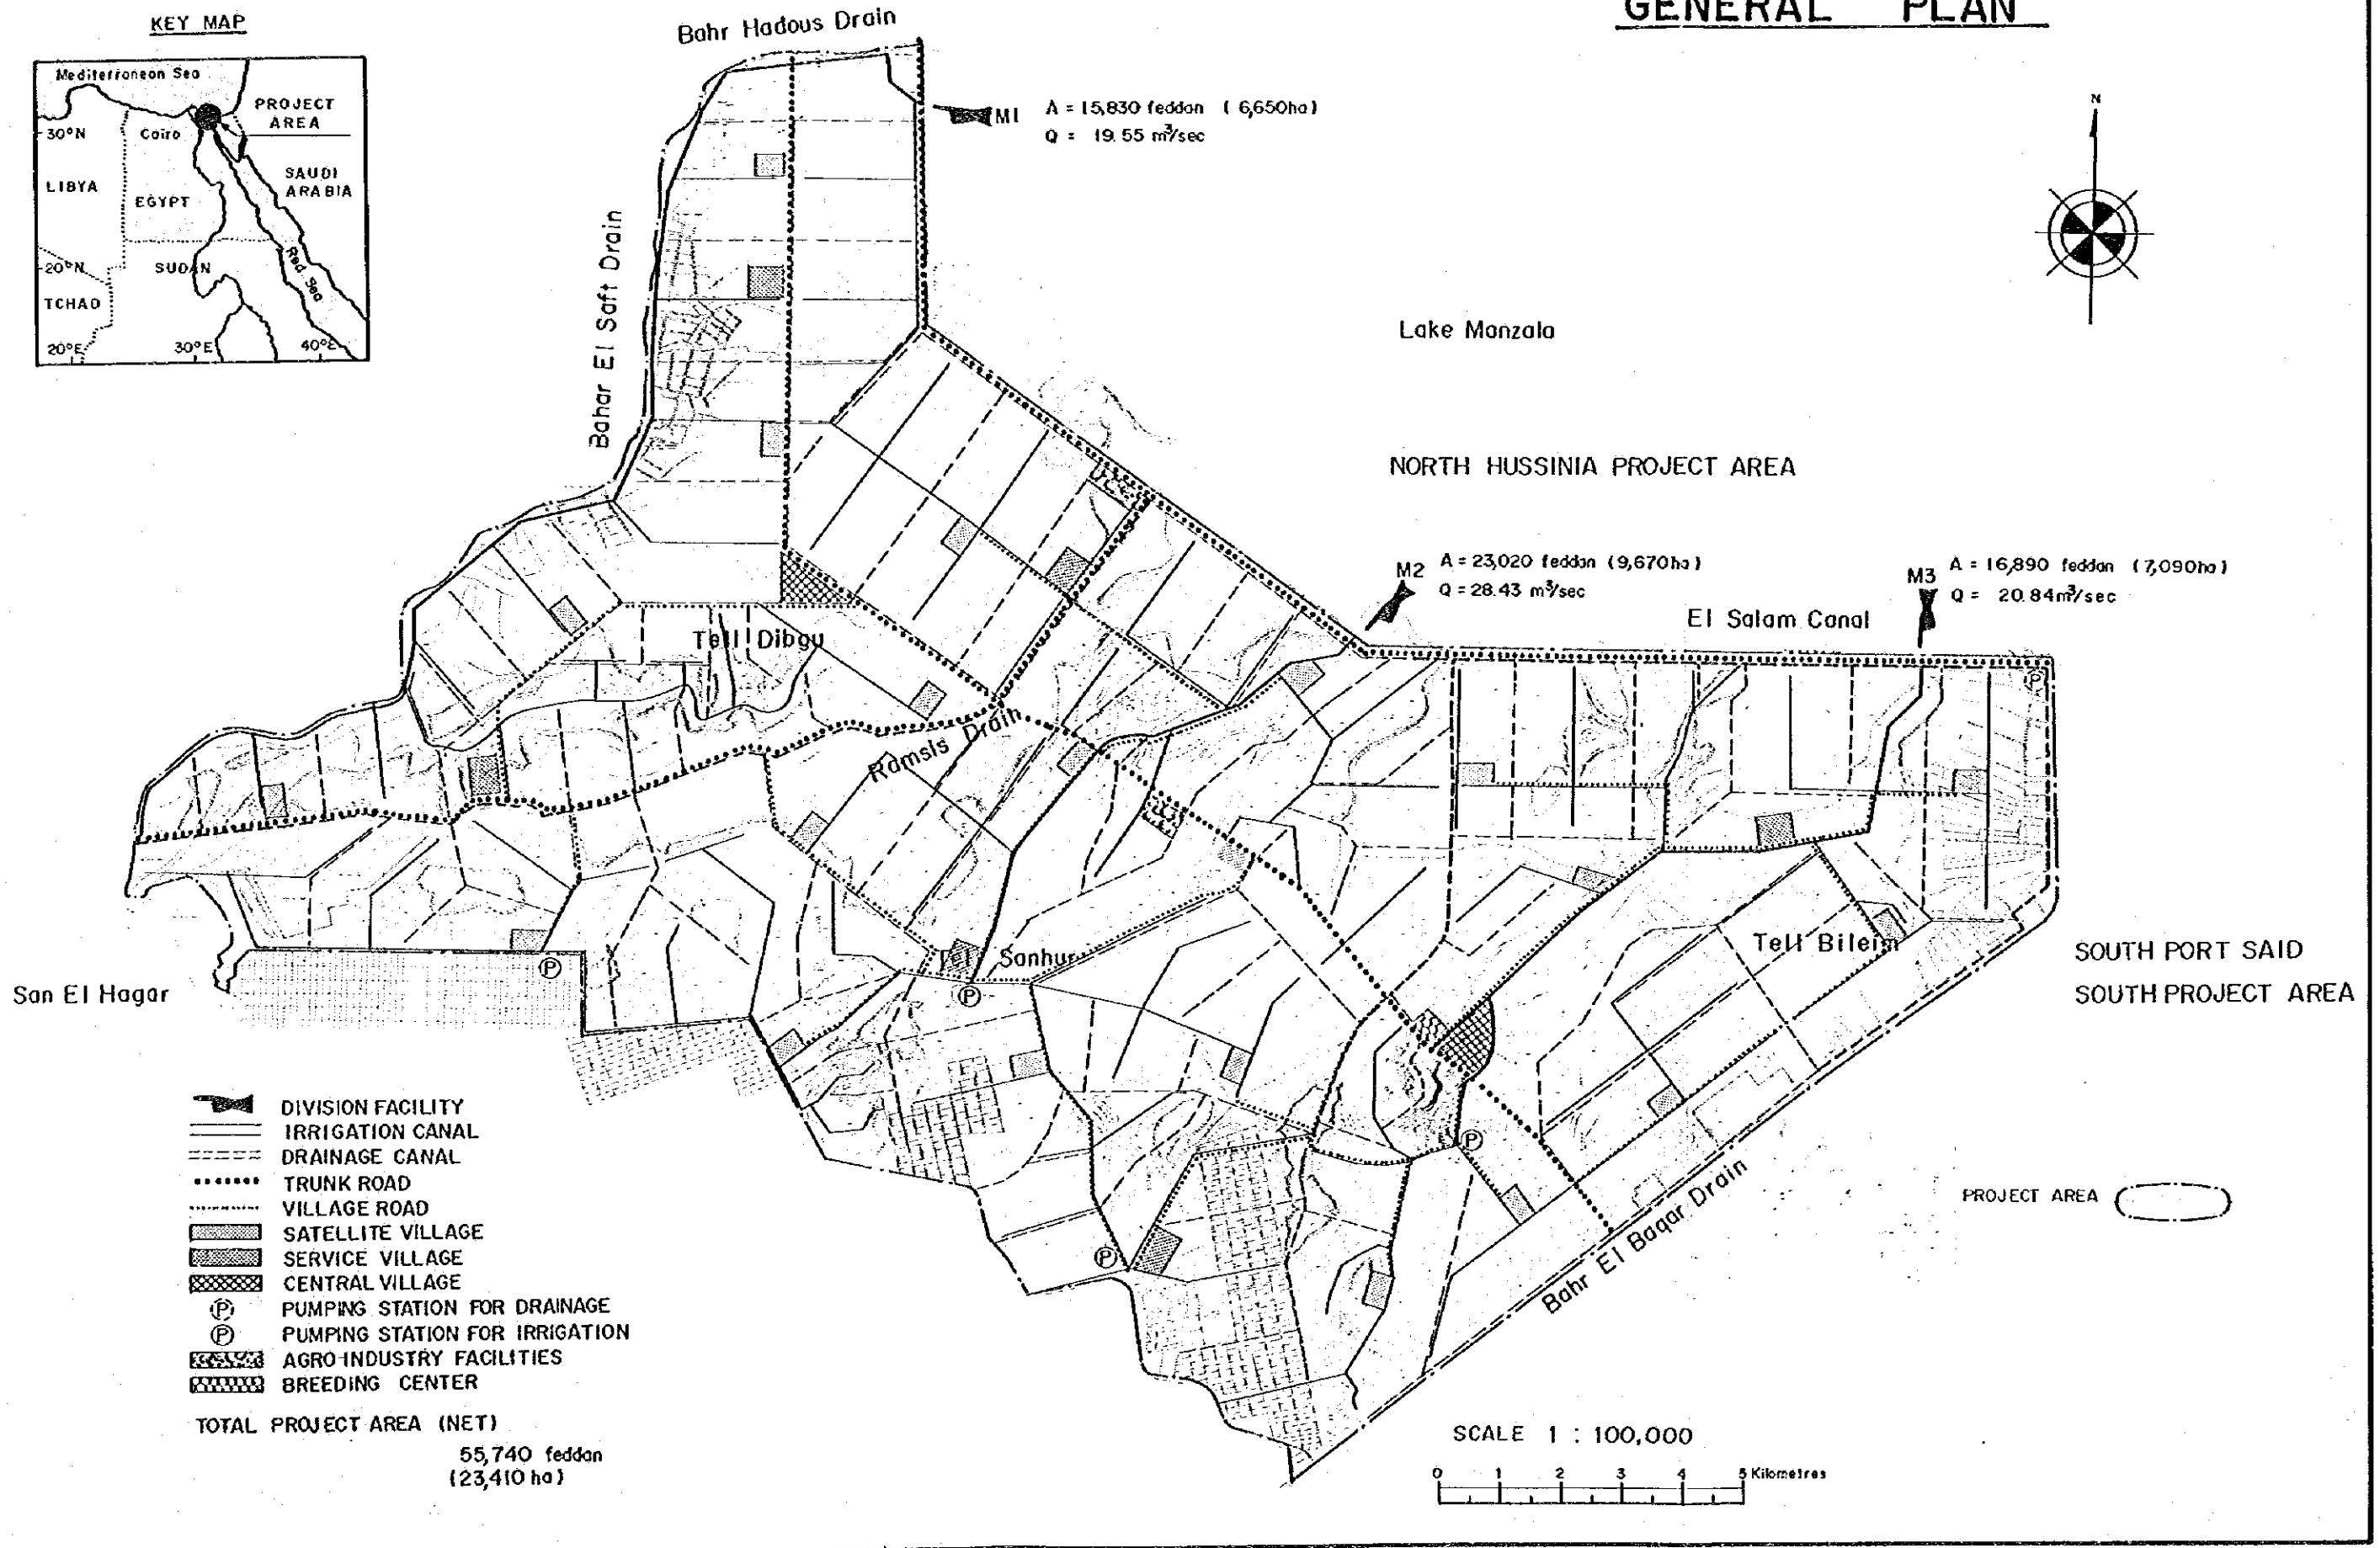 GENERAL PLAN
KEY MAP
Mediterranean Sea
PROJECT
AREA
30°N
Cairo
LIBYA
SAUDI
ARABIA
EGYPT
Red Sea
20°N
SUDAN
TCHAD
20°E
30°E
40°E
Bahr Hadous Drain
M1
A = 15,830 feddan ( 6,650ha)
Q = 19.55 m³/sec
N
Bahar El Saft Drain
Lake Manzala
NORTH HUSSINIA PROJECT AREA
M2
A = 23,020 feddan (9,670ha)
Q = 28.43 m³/sec
M3
A = 16,890 feddan (7,090ha)
Q = 20.84m³/sec
El Salam Canal
Tell Dibgu
P
Ramsis Drain
Tell Bileim
SOUTH PORT SAID
SOUTH PROJECT AREA
Tel Sanhur
San El Hagar
P
P
P
P
Bahr El Baqar Drain
PROJECT AREA
DIVISION FACILITY
IRRIGATION CANAL
DRAINAGE CANAL
TRUNK ROAD
VILLAGE ROAD
SATELLITE VILLAGE
SERVICE VILLAGE
CENTRAL VILLAGE
P PUMPING STATION FOR DRAINAGE
P PUMPING STATION FOR IRRIGATION
AGRO-INDUSTRY FACILITIES
BREEDING CENTER
TOTAL PROJECT AREA (NET)
55,740 feddan
(23,410 ha)
SCALE 1 : 100,000
0 1 2 3 4 5 Kilometres